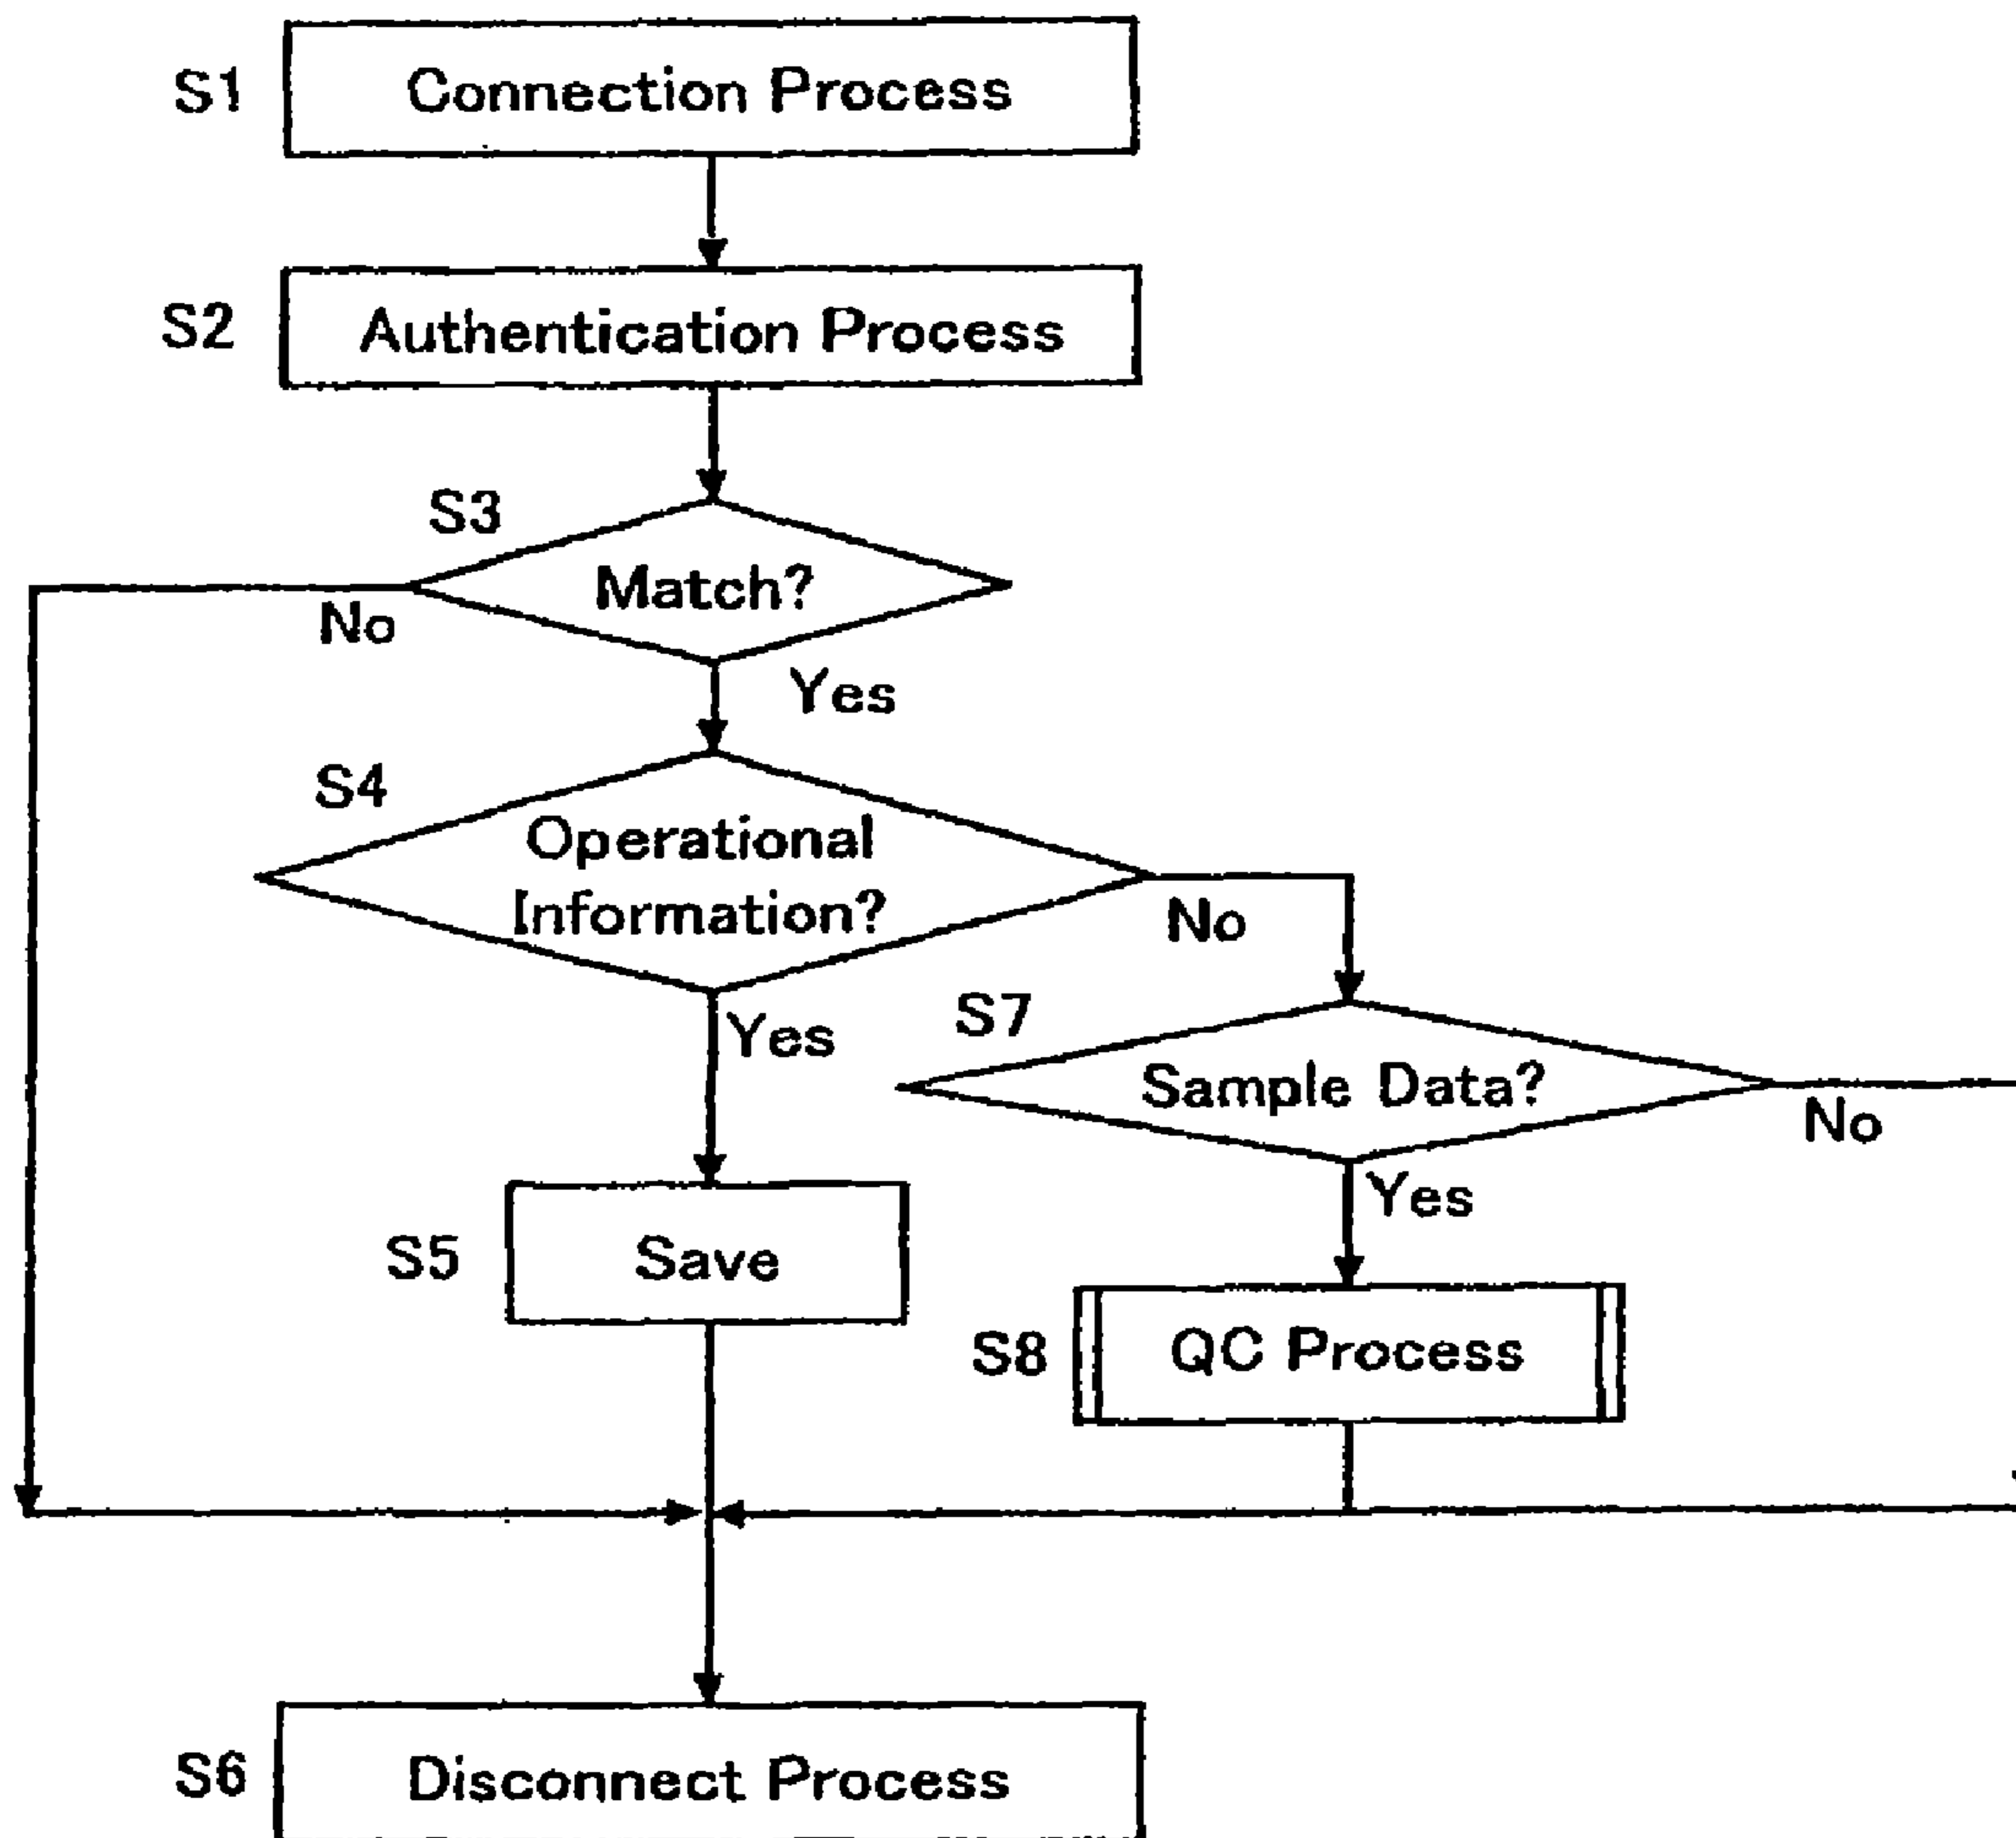 S1
Connection Process
S2
Authentication Process
S3
Match?
No
Yes
S4
Operational
Information?
No
Yes
S7
Sample Data?
No
Yes
S5
Save
S8
QC Process
S6
Disconnect Process